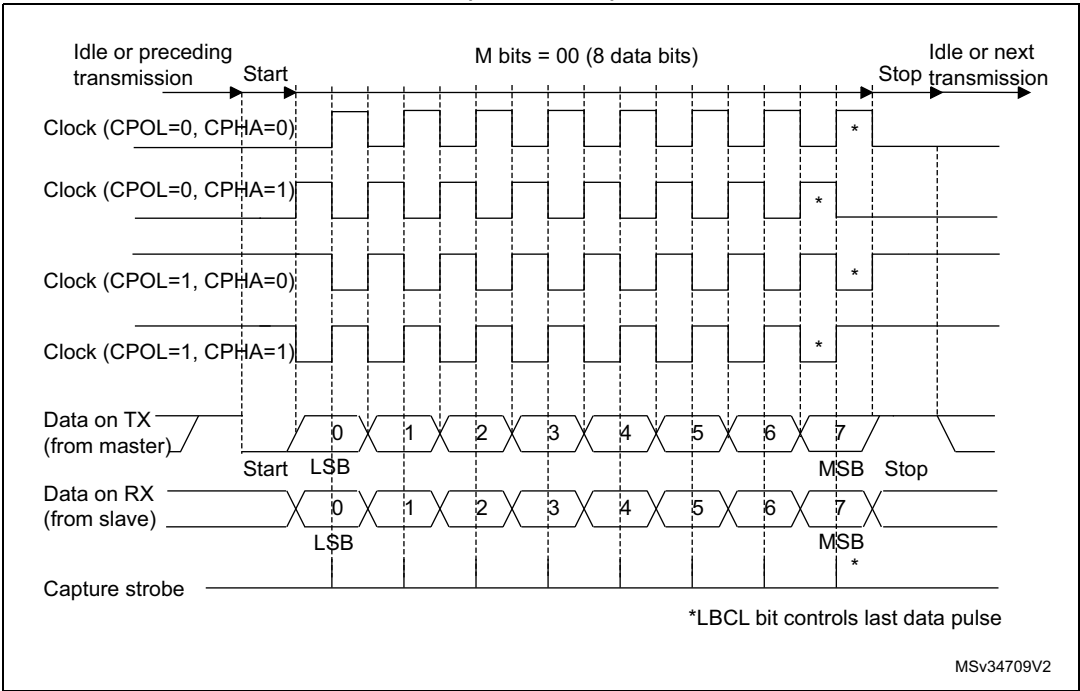 Idle or preceding
transmission
Start
M bits = 00 (8 data bits)
Stop
Idle or next
transmission
Clock (CPOL=0, CPHA=0)
*
Clock (CPOL=0, CPHA=1)
*
Clock (CPOL=1, CPHA=0)
*
Clock (CPOL=1, CPHA=1)
*
Data on TX
(from master)
0 1 2 3 4 5 6 7
Start LSB MSB Stop
Data on RX
(from slave)
0 1 2 3 4 5 6 7
LSB MSB
*
Capture strobe
*LBCL bit controls last data pulse
MSv34709V2